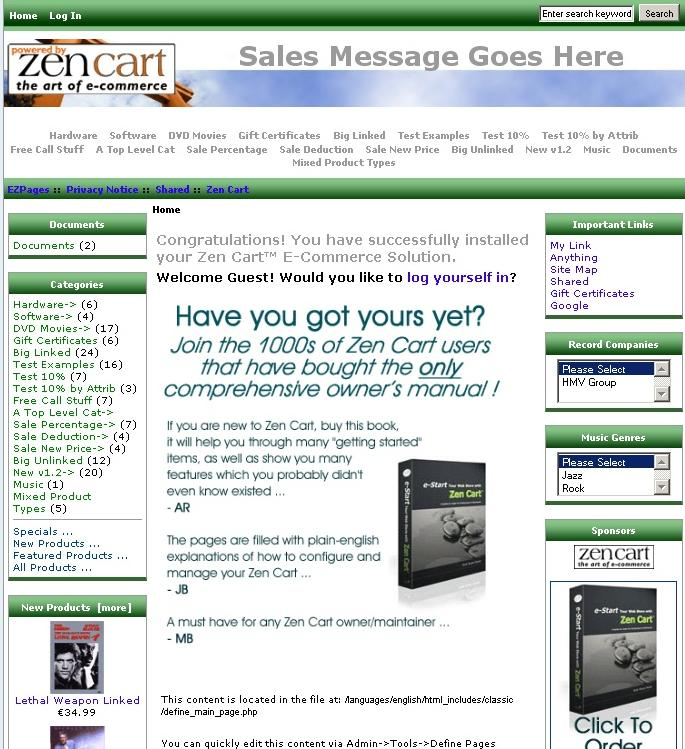 Home Log In
Enter search keyword Search
powered by
zen cart
the art of e-commerce
Sales Message Goes Here
Hardware Software DVD Movies Gift Certificates Big Linked Test Examples Test 10% Test 10% by Attrib
Free Call Stuff A Top Level Cat Sale Percentage Sale Deduction Sale New Price Big Unlinked New v1.2 Music Documents
Mixed Product Types
EZPages :: Privacy Notice :: Shared :: Zen Cart
Documents
Documents (2)
Categories
Hardware-> (6)
Software-> (4)
DVD Movies-> (17)
Gift Certificates (6)
Big Linked (24)
Test Examples (16)
Test 10% (7)
Test 10% by Attrib (3)
Free Call Stuff (7)
A Top Level Cat->
Sale Percentage-> (7)
Sale Deduction-> (4)
Sale New Price-> (4)
Big Unlinked (12)
New v1.2-> (20)
Music (1)
Mixed Product
Types (5)
Specials ...
New Products ...
Featured Products ...
All Products ...
New Products [more]
Lethal Weapon Linked
€34.99
Home
Congratulations! You have successfully installed
your Zen Cart™ E-Commerce Solution.
Welcome Guest! Would you like to log yourself in?
Have you got yours yet?
Join the 1000s of Zen Cart users
that have bought the only
comprehensive owner's manual !
If you are new to Zen Cart, buy this book,
it will help you through many "getting started"
items, as well as show you many
features which you probably didn't
even know existed ...
- AR
The pages are filled with plain-english
explanations of how to configure and
manage your Zen Cart ...
- JB
A must have for any Zen Cart owner/maintainer ...
- MB
e-Start Your Web Store with
Zen Cart
This content is located in the file at: /languages/english/html_includes/classic
/define_main_page.php
You can quickly edit this content via Admin->Tools->Define Pages
Important Links
My Link
Anything
Site Map
Shared
Gift Certificates
Google
Record Companies
Please Select
HMV Group
Music Genres
Please Select
Jazz
Rock
Sponsors
zen cart
the art of e-commerce
e-Start Your Web Store with
Zen Cart
Click To
Order